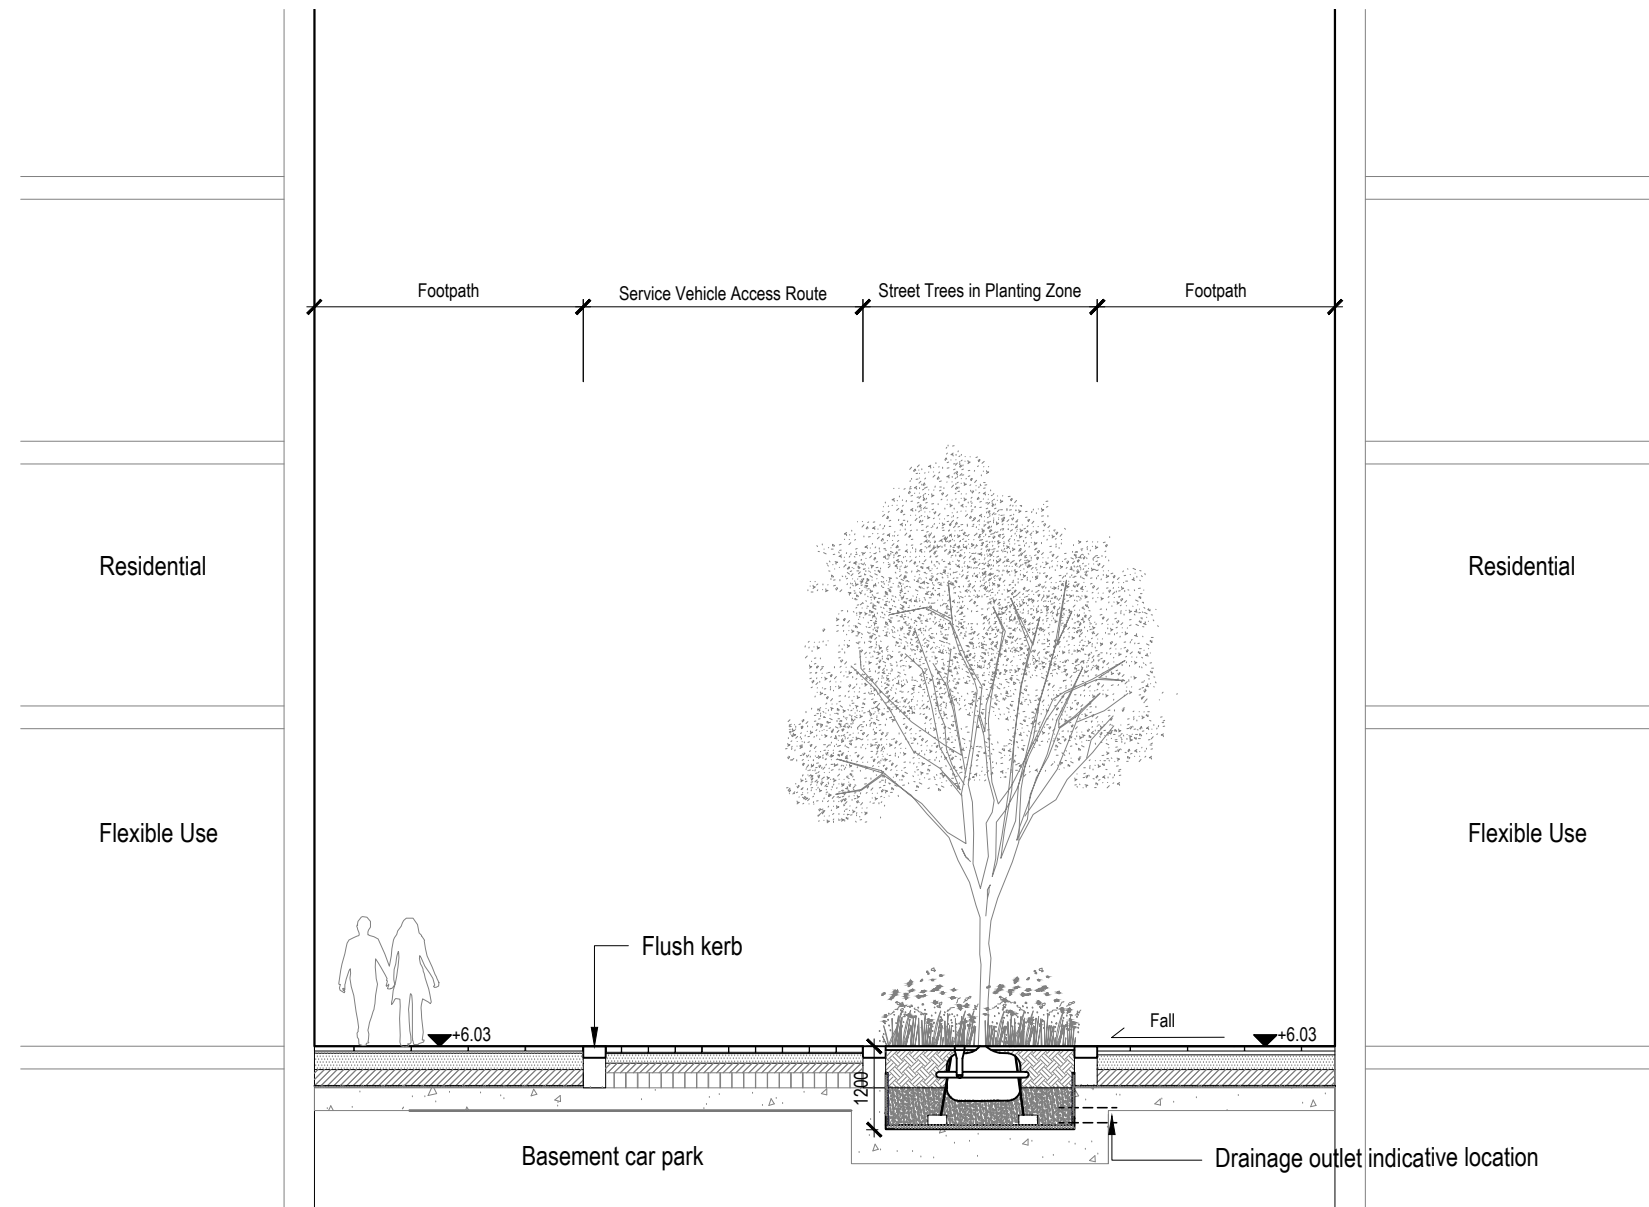 Footpath
Service Vehicle Access Route
Street Trees in Planting Zone
Footpath
Residential
Residential
Flexible Use
Flexible Use
Flush kerb
+6.03
Fall
+6.03
1200
Basement car park
Drainage outlet indicative location